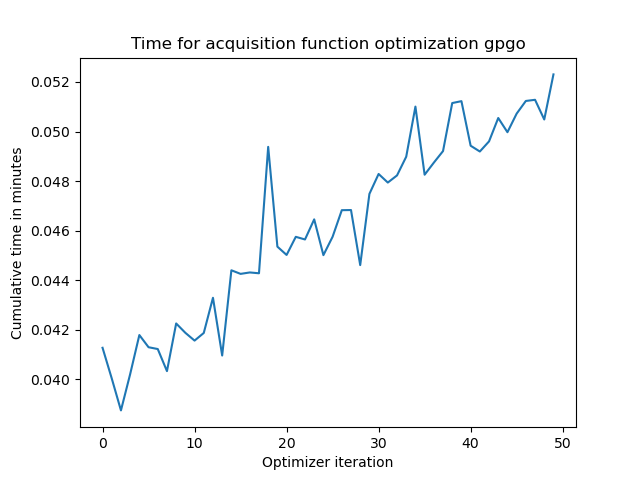 Time for acquisition function optimization gpgo
0.052
0.050
0.048
0.046
0.044
0.042
0.040
Cumulative time in minutes
0 10 20 30 40 50
Optimizer iteration